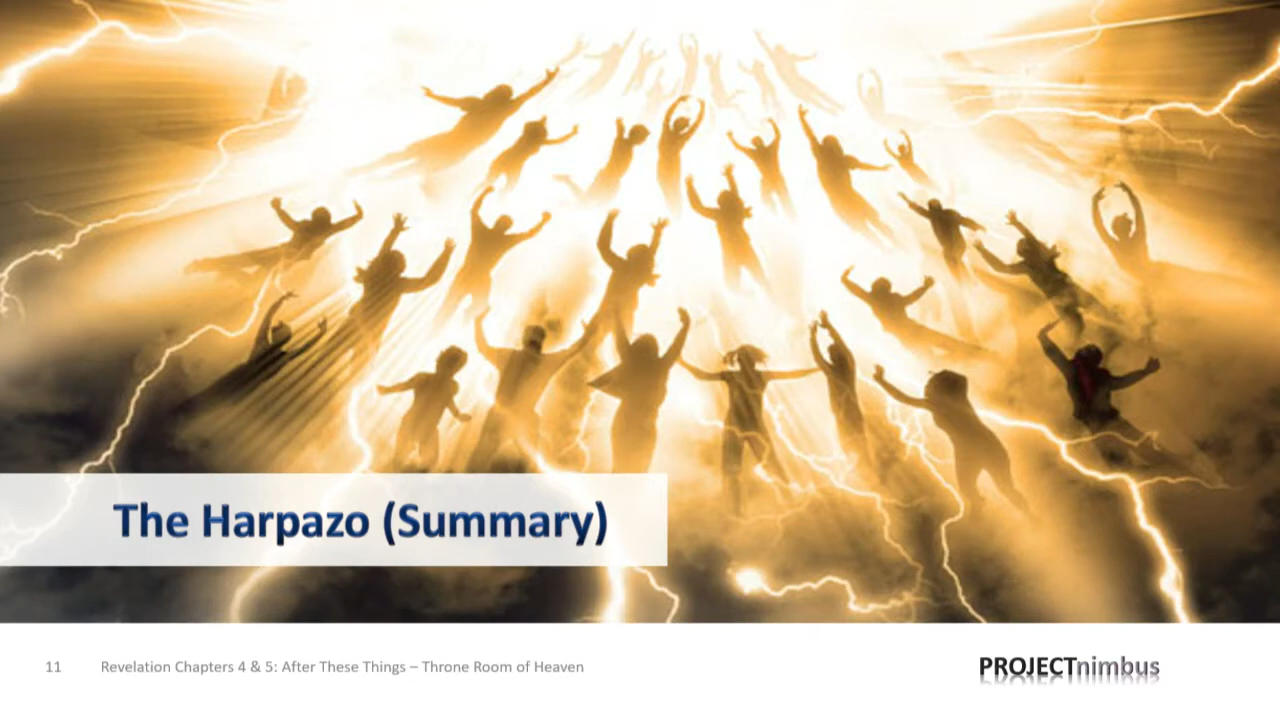 The Harpazo (Summary)
11 Revelation Chapters 4 & 5: After These Things – Throne Room of Heaven
PROJECTnimbus